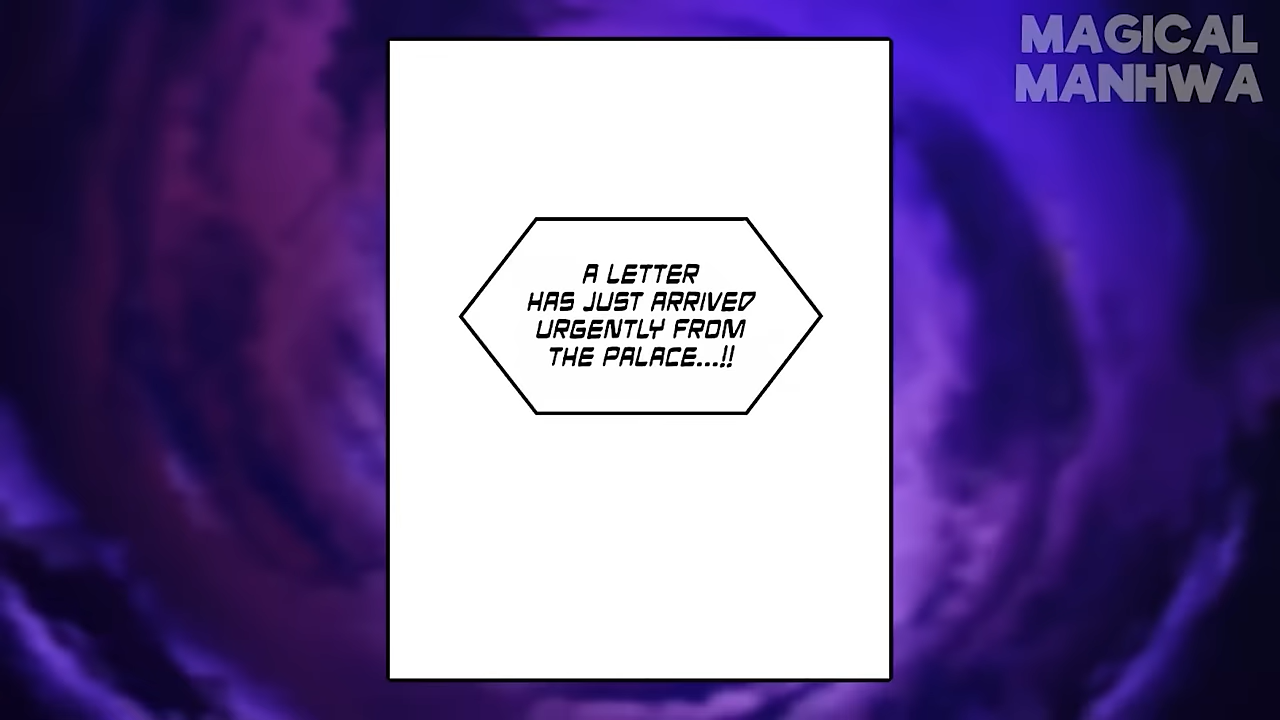 MAGICAL
MANHWA
A LETTER
HAS JUST ARRIVED
URGENTLY FROM
THE PALACE...!!